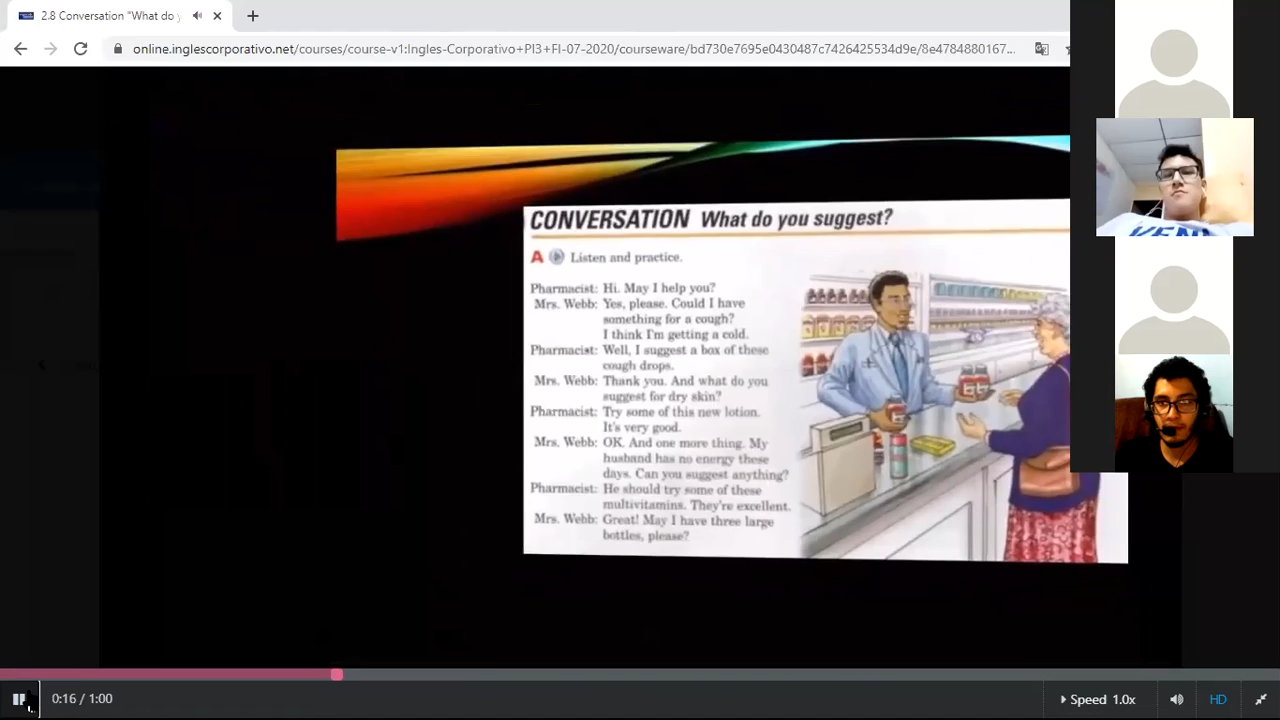 2.8 Conversation "What do y
online.inglescorporativo.net/courses/course-v1:Ingles-Corporativo+PI3+FI-07-2020/courseware/bd730e7695e0430487c7426425534d9e/8e4784880167...
CONVERSATION What do you suggest?
A Listen and practice.
Pharmacist: Hi. May I help you?
Mrs. Webb: Yes, please. Could I have
something for a cough?
I think I'm getting a cold.
Pharmacist: Well, I suggest a box of these
cough drops.
Mrs. Webb: Thank you. And what do you
suggest for dry skin?
Pharmacist: Try some of this new lotion.
It's very good.
Mrs. Webb: OK. And one more thing. My
husband has no energy these
days. Can you suggest anything?
Pharmacist: He should try some of these
multivitamins. They're excellent.
Mrs. Webb: Great! May I have three large
bottles, please?
0:16 / 1:00
Speed 1.0x
HD